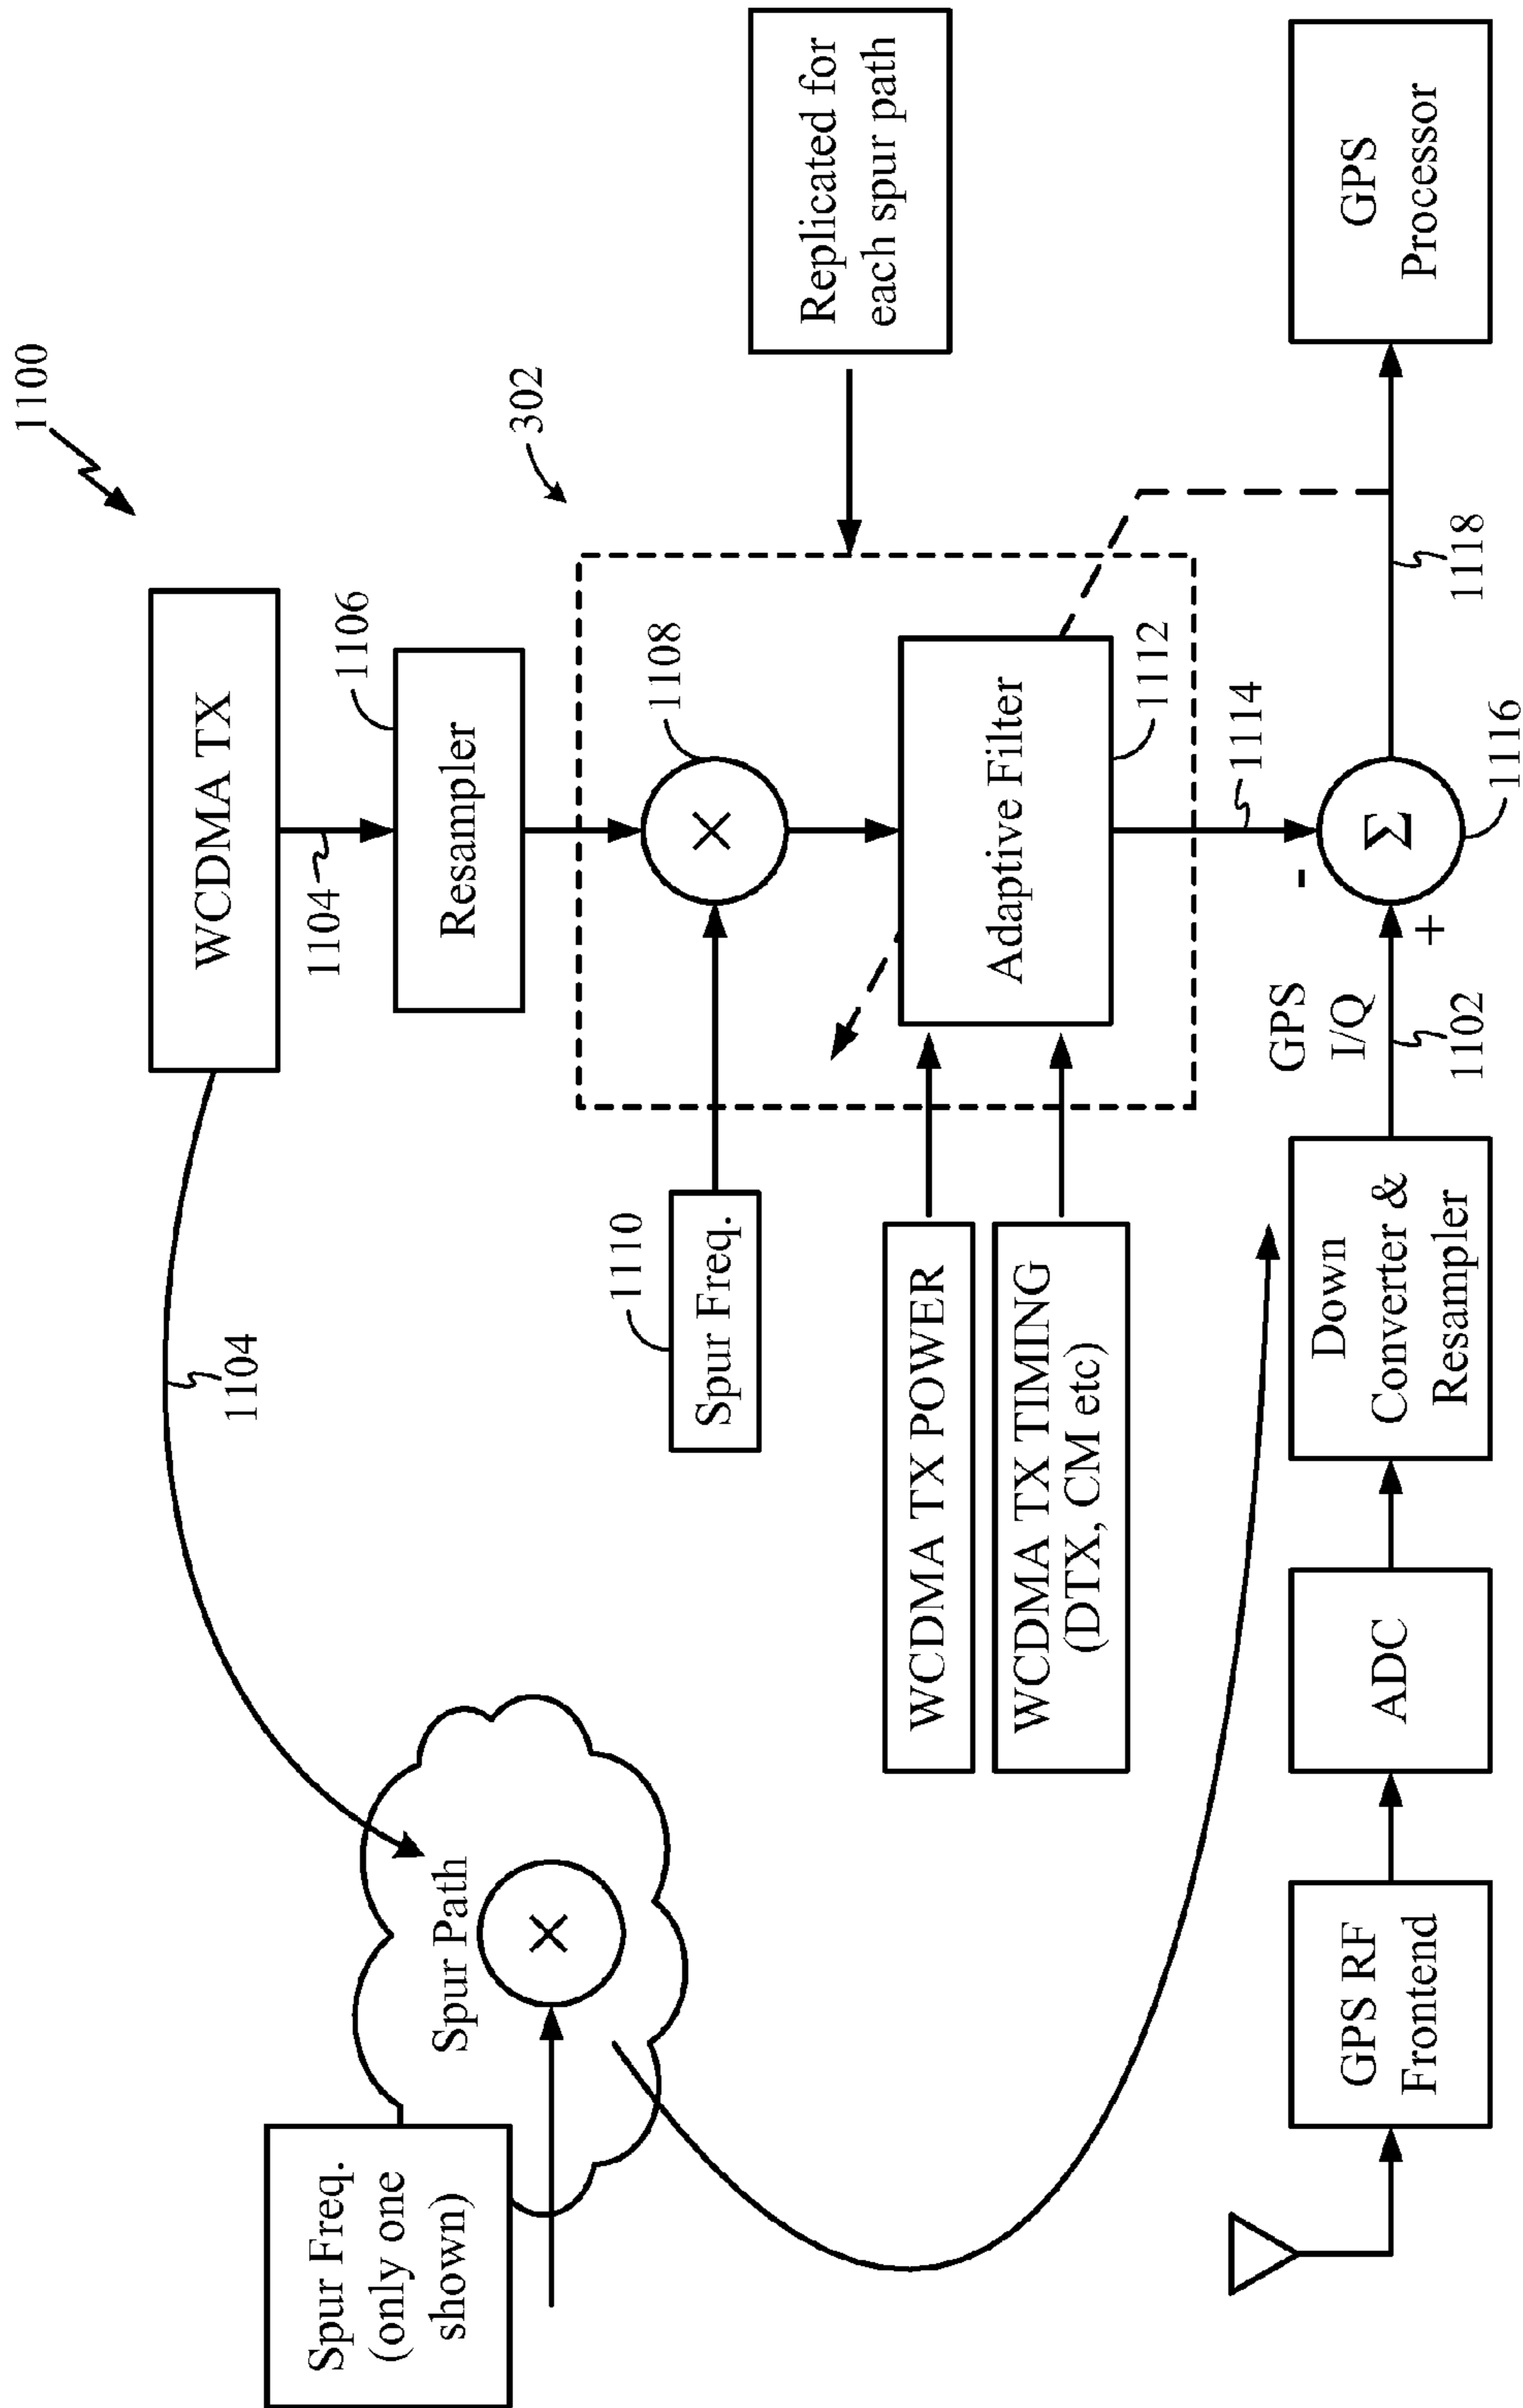 1100
WCDMA TX
1104
1104
1106
Resampler
302
Spur Freq.
(only one
shown)
Spur Path
×
1110
Spur Freq.
1108
×
Replicated for
each spur path
WCDMA TX POWER
WCDMA TX TIMING
(DTX, CM etc)
Adaptive Filter
1112
1114
GPS RF
Frontend
ADC
Down
Converter &
Resampler
GPS
I/Q
1102
+
-
Σ
1116
1118
GPS
Processor